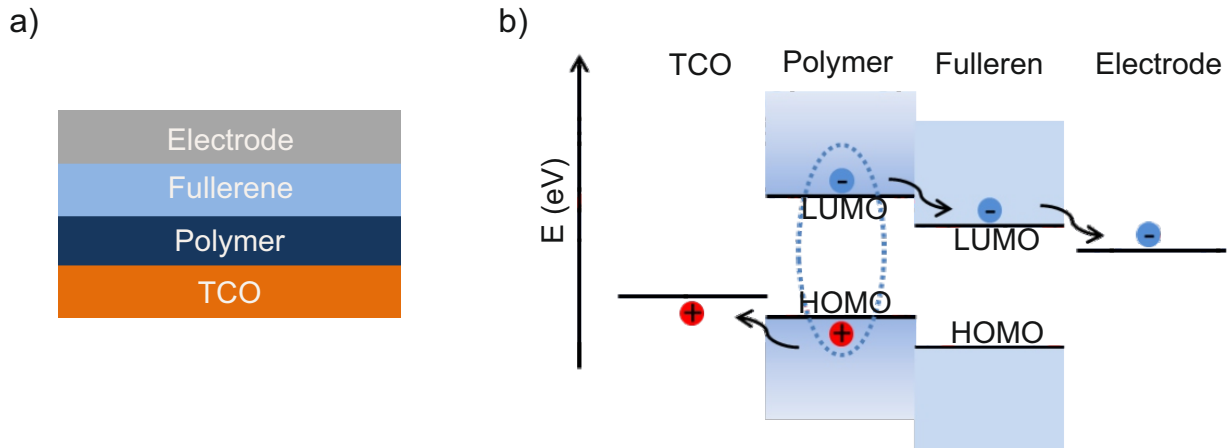 a)
Electrode
Fullerene
Polymer
TCO
b)
E (eV)
TCO
Polymer
Fulleren
Electrode
-
LUMO
-
LUMO
-
+
HOMO
+
HOMO